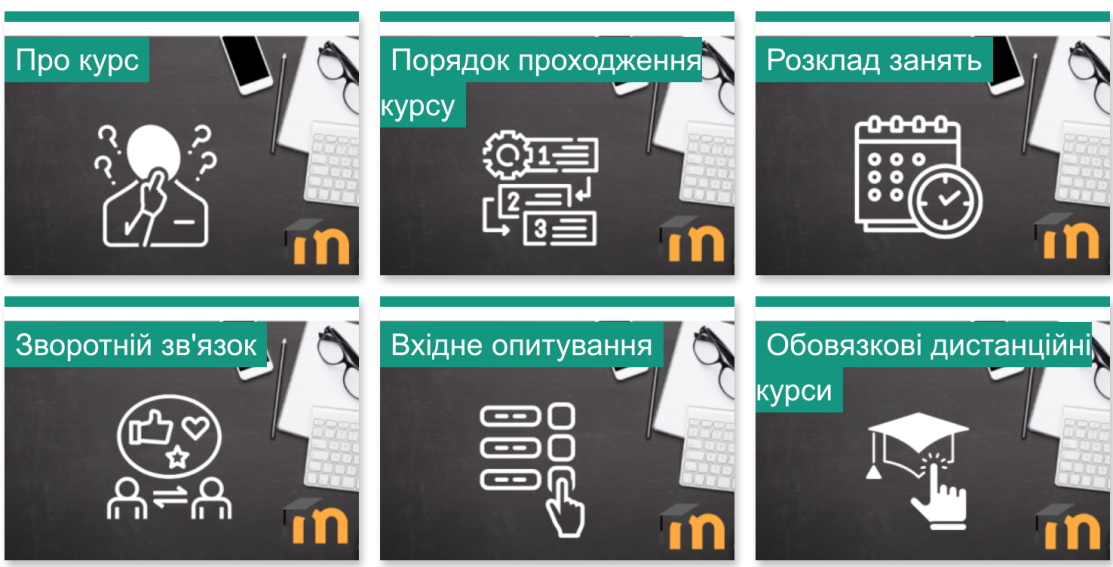 Про курс
Порядок проходження
курсу
Розклад занять
1
2
3
Зворотній зв'язок
Вхідне опитування
Обовязкові дистанційні
курси